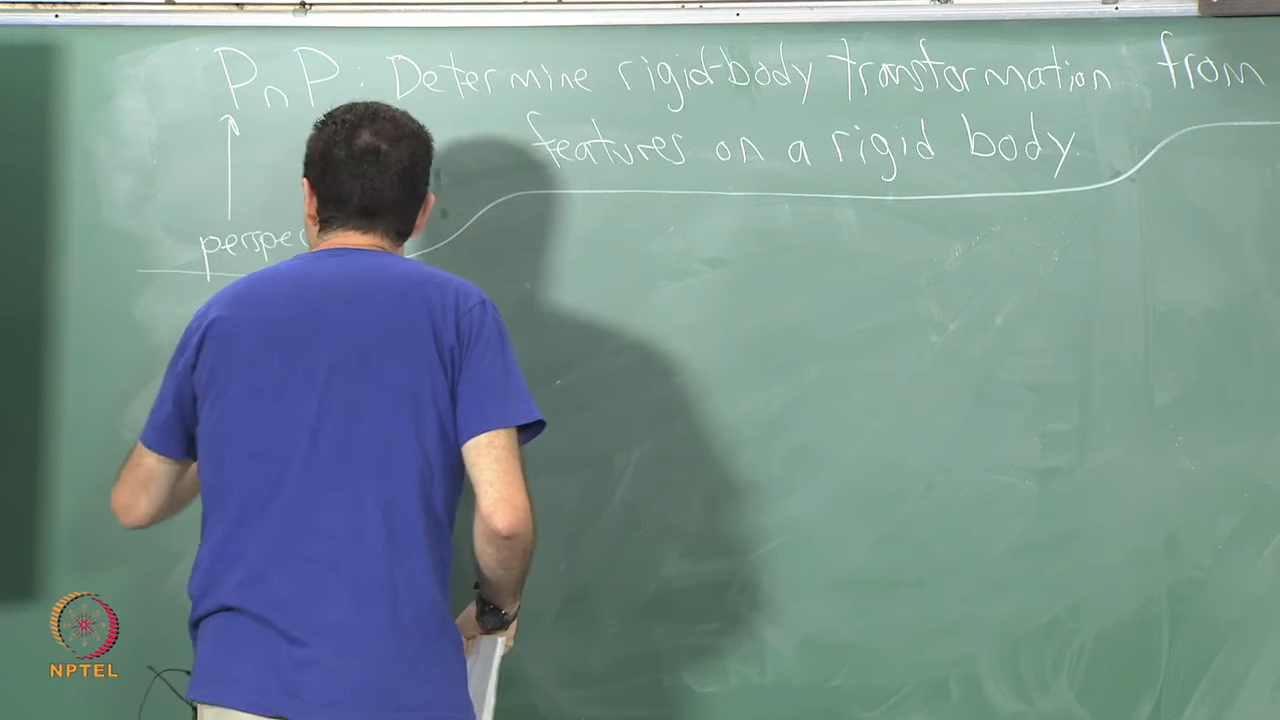 PnP: Determine rigid-body transformation from
features on a rigid body.
NPTEL